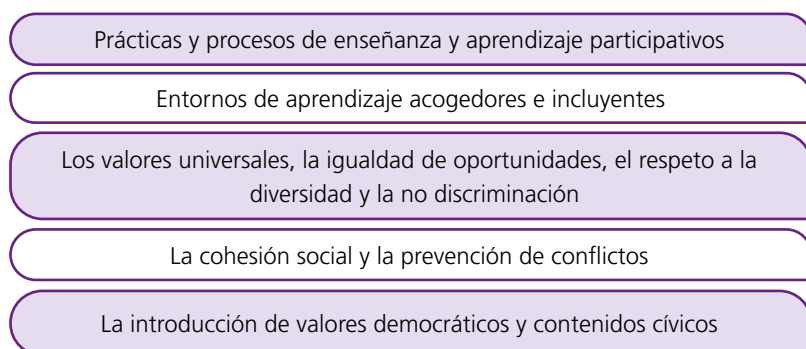 Prácticas y procesos de enseñanza y aprendizaje participativos
Entornos de aprendizaje acogedores e incluyentes
Los valores universales, la igualdad de oportunidades, el respeto a la
diversidad y la no discriminación
La cohesión social y la prevención de conflictos
La introducción de valores democráticos y contenidos cívicos